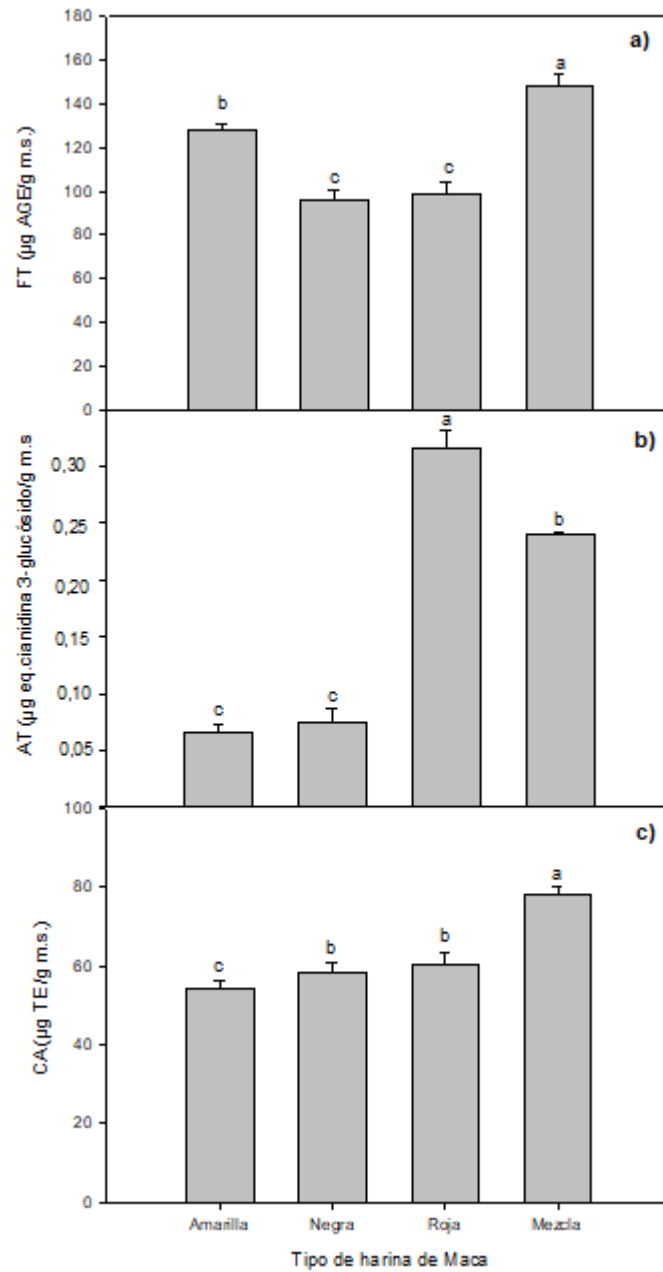 180
a)
a
160
140
b
120
c
c
100
80
60
40
20
0
FT (µg AGE/g m.s.)
a
b)
0,30
b
0,25
0,20
0,15
c
c
0,10
0,05
AT (µg eq.cianidina 3-glucósido/g m.s
100
c)
a
80
b
b
c
60
40
20
0
CA(µg TE/g m.s.)
Amarilla Negra Roja Mezcla
Tipo de harina de Maca